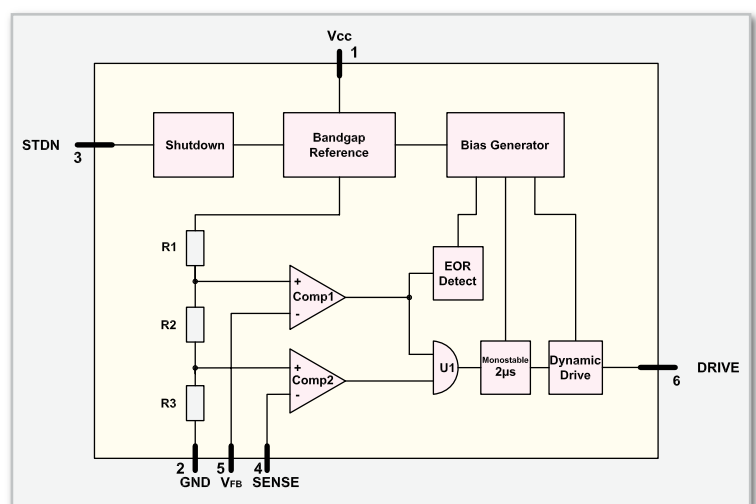 Vcc
1
STDN
3
Shutdown
Bandgap
Reference
Bias Generator
R1
EOR
Detect
+
Comp1
-
R2
+
Comp2
-
U1
Monostable
2µs
Dynamic
Drive
DRIVE
6
R3
2
5
4
GND
VFB
SENSE